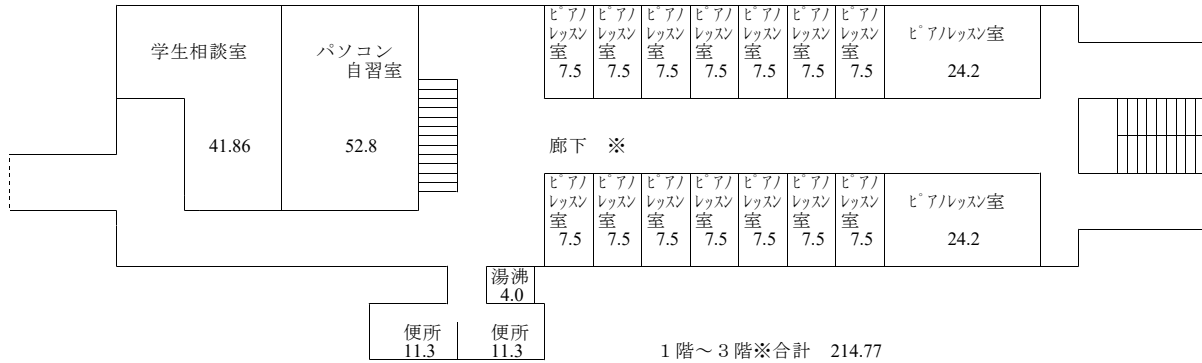 学生相談室
41.86
パソコン
自習室
52.8
ピアノ
レッスン
室
7.5
ピアノ
レッスン
室
7.5
ピアノ
レッスン
室
7.5
ピアノ
レッスン
室
7.5
ピアノ
レッスン
室
7.5
ピアノ
レッスン
室
7.5
ピアノ
レッスン
室
7.5
ピアノレッスン室
24.2
廊下 ※
ピアノ
レッスン
室
7.5
ピアノ
レッスン
室
7.5
ピアノ
レッスン
室
7.5
ピアノ
レッスン
室
7.5
ピアノ
レッスン
室
7.5
ピアノ
レッスン
室
7.5
ピアノ
レッスン
室
7.5
ピアノレッスン室
24.2
湯沸
4.0
便所
11.3
便所
11.3
1階~3階※合計 214.77